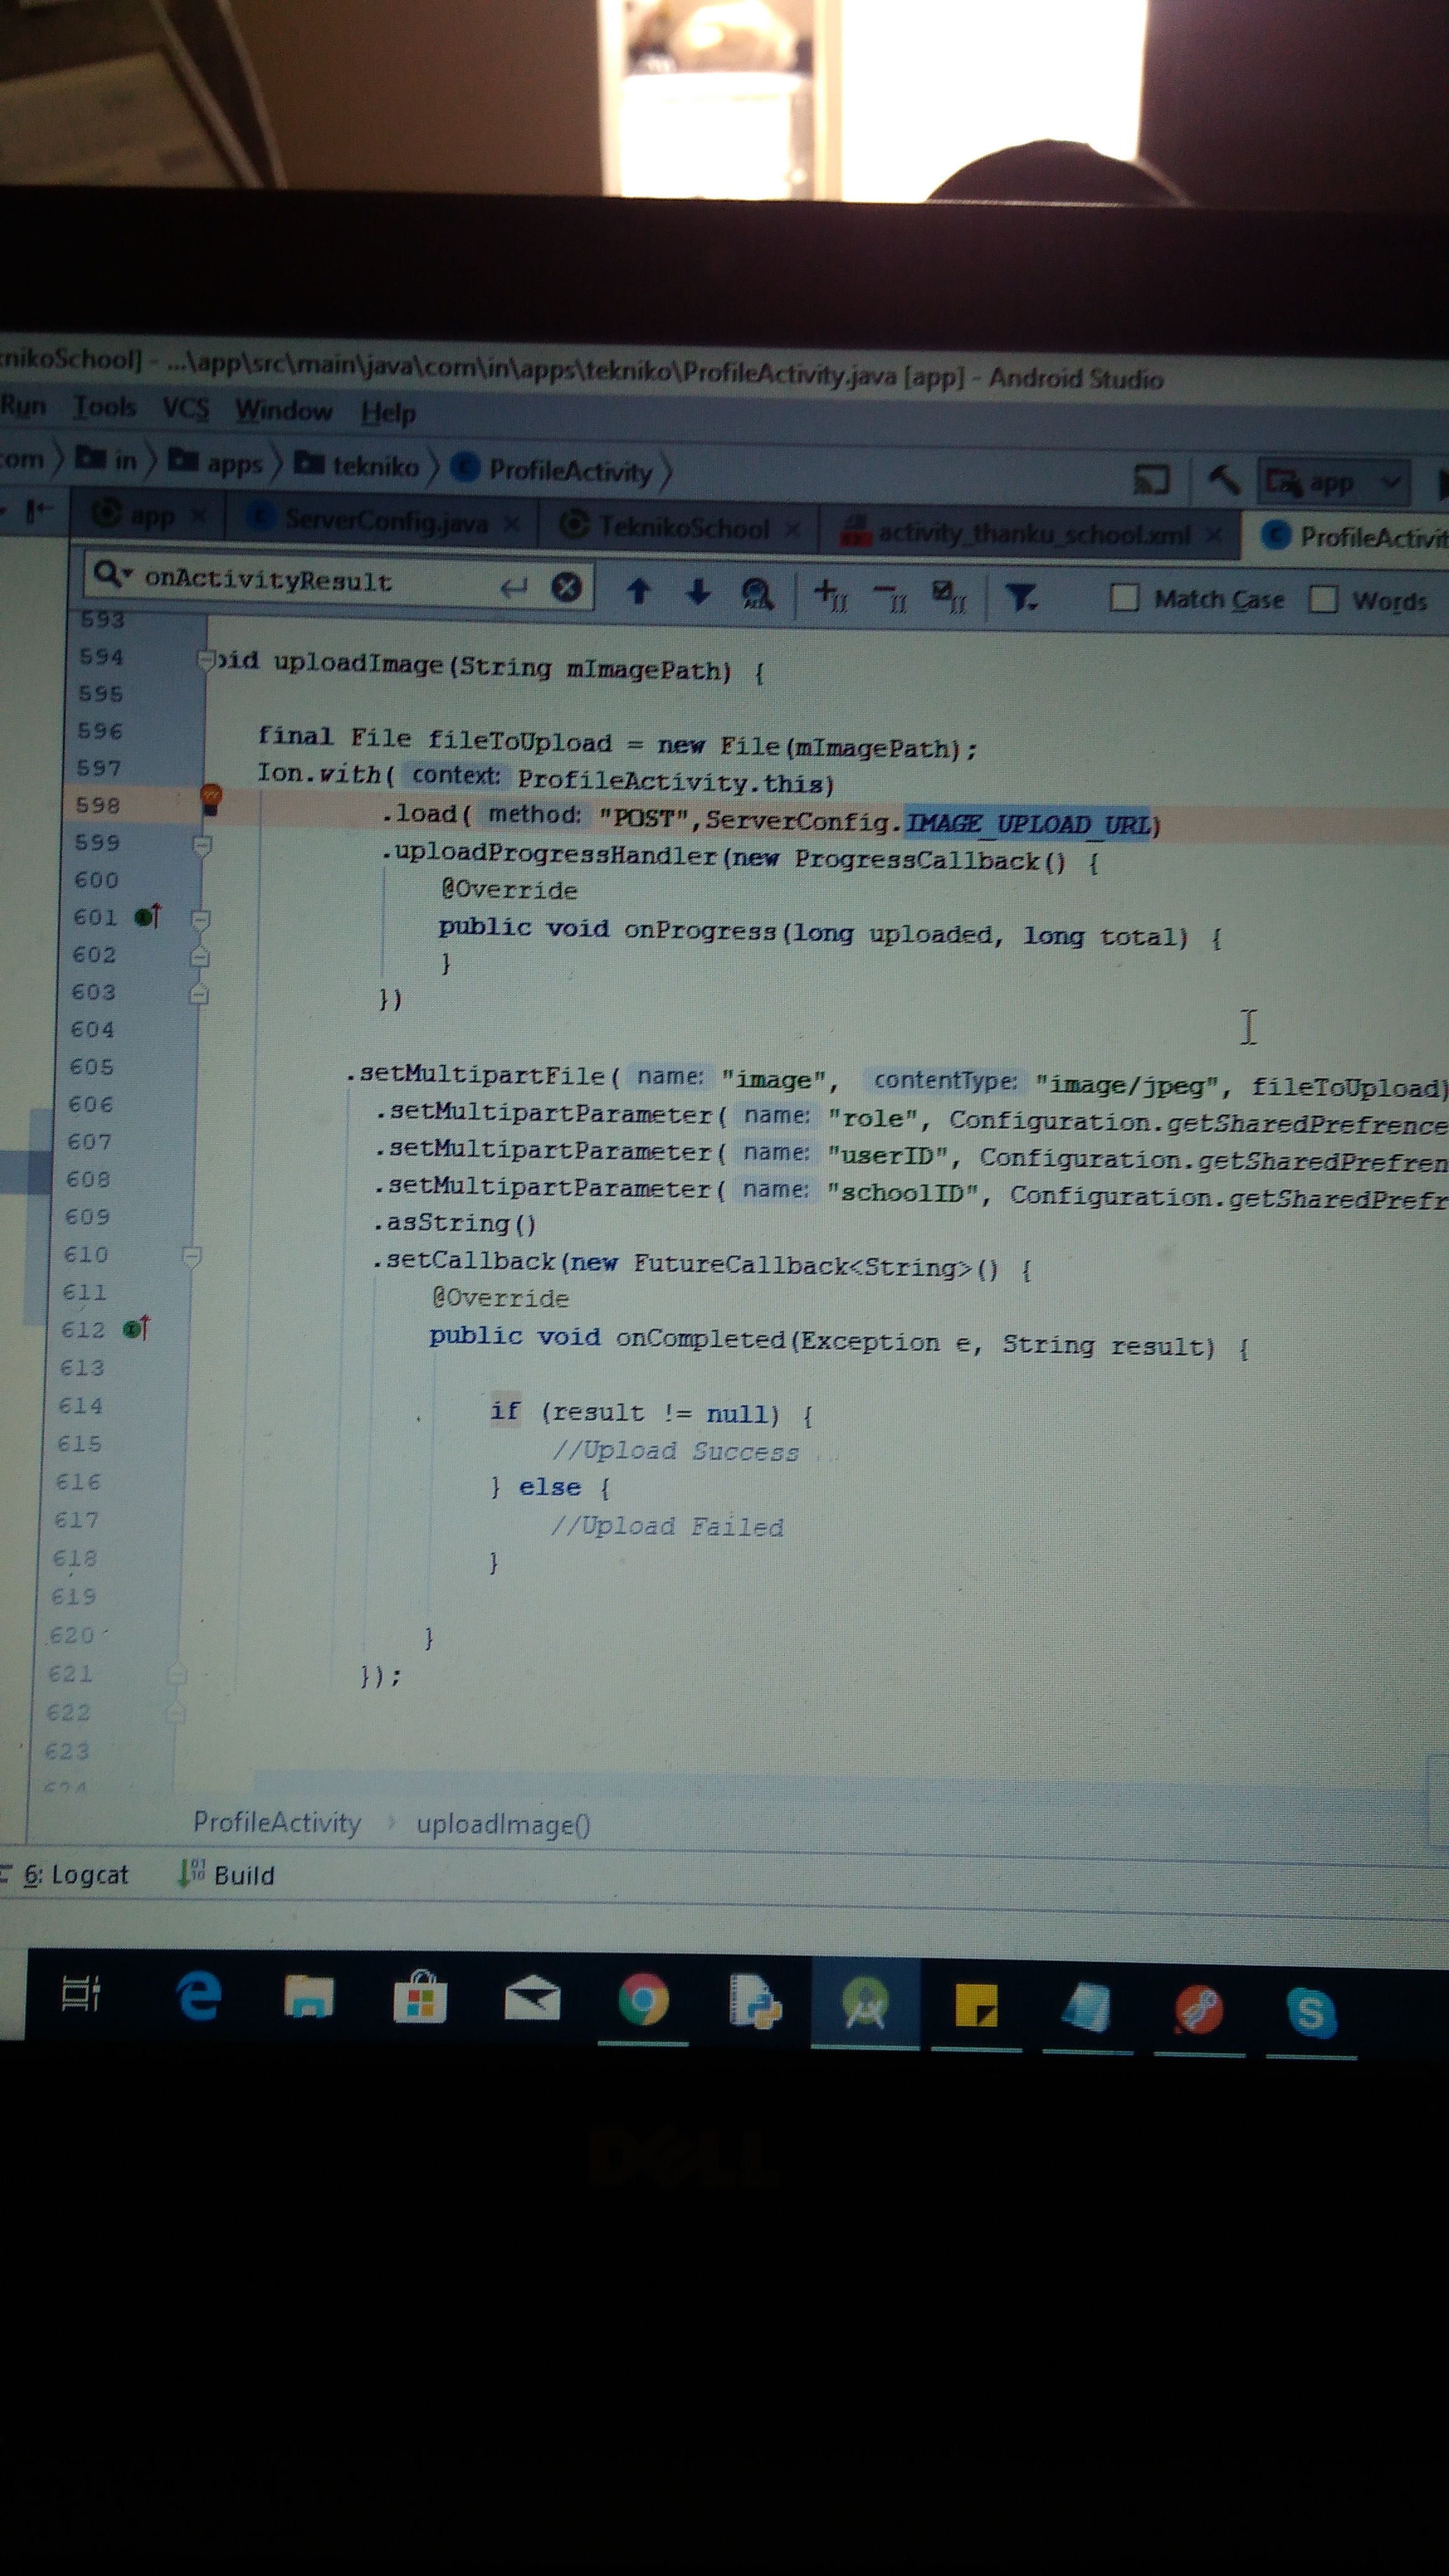 knikoSchool] - ...\app\src\main\java\com\in\apps\tekniko\ProfileActivity.java [app] - Android Studio
Run Tools VCS Window Help
com in apps tekniko ProfileActivity app
app ServerConfig.java TeknikoSchool activity_thanku_school.xml ProfileActivit
onActivityResult Match Case Words
593
594 oid uploadImage(String mImagePath) {
595
596 final File fileToUpload = new File(mImagePath);
597 Ion.with( context: ProfileActivity.this)
598 .load( method: "POST",ServerConfig.IMAGE_UPLOAD_URL)
599 .uploadProgressHandler(new ProgressCallback() {
600 @Override
601 public void onProgress(long uploaded, long total) {
602 }
603 })
604
605 .setMultipartFile( name: "image", contentType: "image/jpeg", fileToUpload)
606 .setMultipartParameter( name: "role", Configuration.getSharedPrefrence
607 .setMultipartParameter( name: "userID", Configuration.getSharedPrefren
608 .setMultipartParameter( name: "schoolID", Configuration.getSharedPrefr
609 .asString()
610 .setCallback(new FutureCallback<String>() {
611 @Override
612 public void onCompleted(Exception e, String result) {
613
614 if (result != null) {
615 //Upload Success
616 } else {
617 //Upload Failed
618 }
619
620 }
621 });
622
623
624
ProfileActivity uploadImage()
6: Logcat Build
DELL